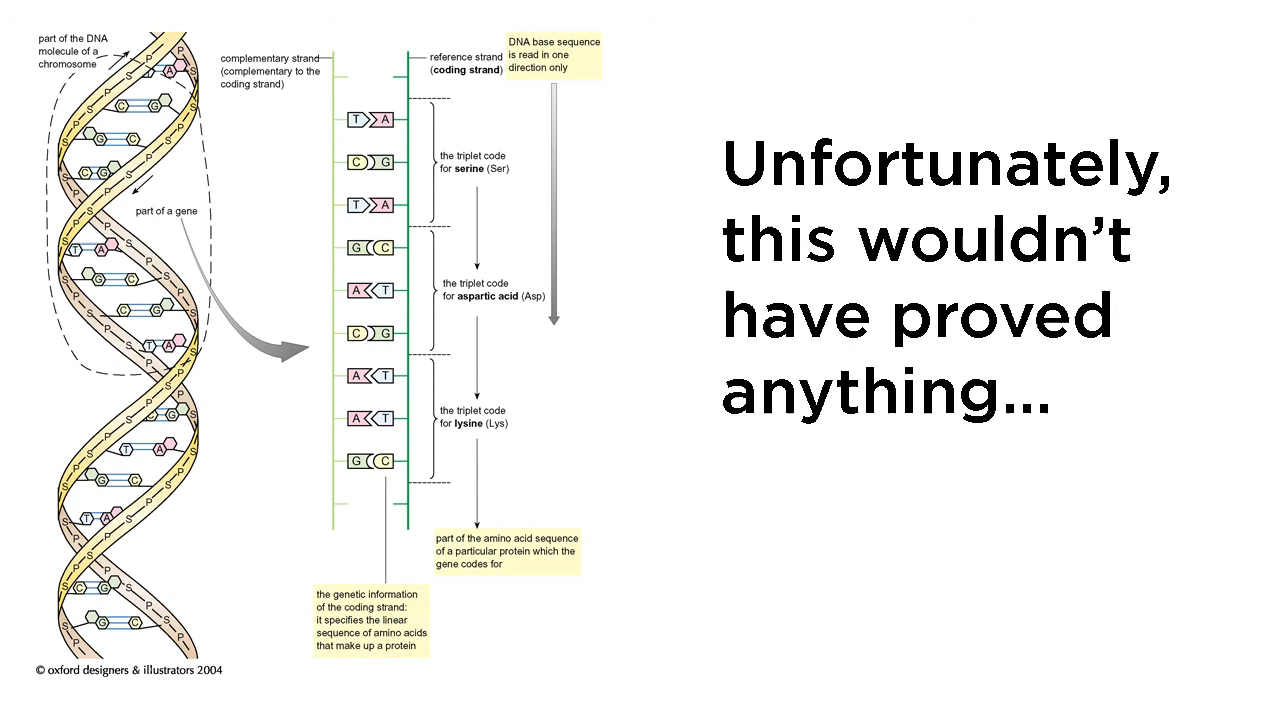 part of the DNA
molecule of a
chromosome
part of a gene
complementary strand
(complementary to the
coding strand)
reference strand
(coding strand)
DNA base sequence
is read in one
direction only
T A
C G
T A
G C
A T
C G
A T
A T
G C
the triplet code
for serine (Ser)
the triplet code
for aspartic acid (Asp)
the triplet code
for lysine (Lys)
part of the amino acid sequence
of a particular protein which the
gene codes for
the genetic information
of the coding strand:
it specifies the linear
sequence of amino acids
that make up a protein
© oxford designers & illustrators 2004
Unfortunately,
this wouldn’t
have proved
anything...